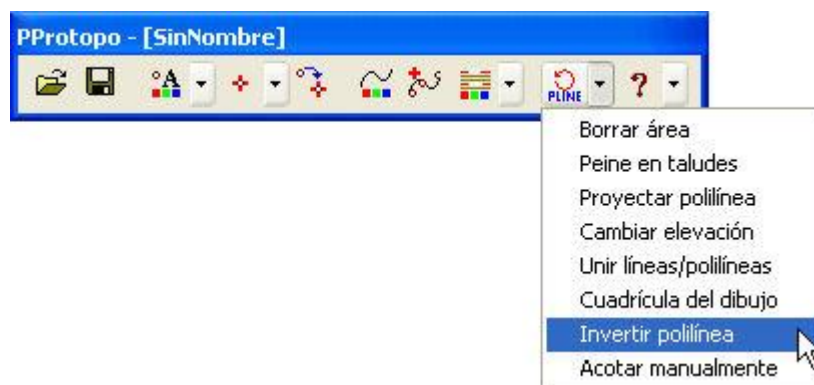 PProtopo - [SinNombre]
A
PLINE
?
Borrar área
Peine en taludes
Proyectar polilínea
Cambiar elevación
Unir líneas/polilíneas
Cuadrícula del dibujo
Invertir polilínea
Acotar manualmente